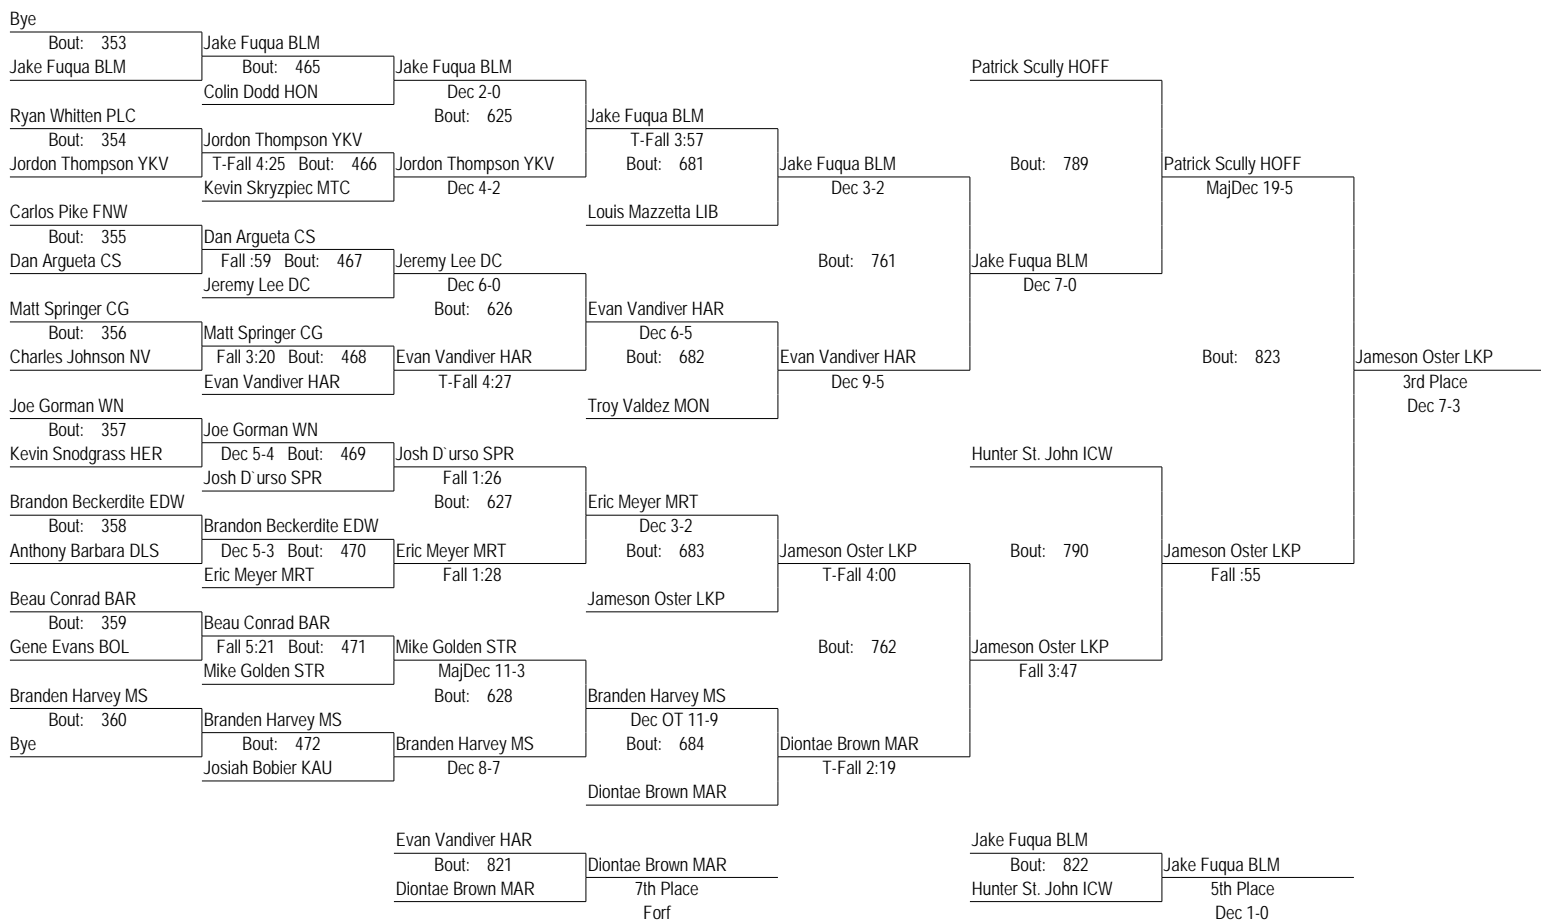 Bye
Bout: 353 Jake Fuqua BLM
Jake Fuqua BLM Bout: 465 Jake Fuqua BLM Patrick Scully HOFF
Colin Dodd HON Dec 2-0
Ryan Whitten PLC Bout: 625 Jake Fuqua BLM
Bout: 354 Jordon Thompson YKV T-Fall 3:57
Jordon Thompson YKV T-Fall 4:25 Bout: 466 Jordon Thompson YKV Bout: 681 Jake Fuqua BLM Bout: 789 Patrick Scully HOFF
Kevin Skryzpiec MTC Dec 4-2 Dec 3-2 MajDec 19-5
Carlos Pike FNW Louis Mazzetta LIB
Bout: 355 Dan Argueta CS
Dan Argueta CS Fall :59 Bout: 467 Jeremy Lee DC Bout: 761 Jake Fuqua BLM
Jeremy Lee DC Dec 6-0 Dec 7-0
Matt Springer CG Bout: 626 Evan Vandiver HAR
Bout: 356 Matt Springer CG Dec 6-5
Charles Johnson NV Fall 3:20 Bout: 468 Evan Vandiver HAR Bout: 682 Evan Vandiver HAR Bout: 823 Jameson Oster LKP
Evan Vandiver HAR T-Fall 4:27 Dec 9-5 3rd Place
Joe Gorman WN Troy Valdez MON Dec 7-3
Bout: 357 Joe Gorman WN
Kevin Snodgrass HER Dec 5-4 Bout: 469 Josh D`urso SPR Hunter St. John ICW
Josh D`urso SPR Fall 1:26
Brandon Beckerdite EDW Bout: 627 Eric Meyer MRT
Bout: 358 Brandon Beckerdite EDW Dec 3-2
Anthony Barbara DLS Dec 5-3 Bout: 470 Eric Meyer MRT Bout: 683 Jameson Oster LKP Bout: 790 Jameson Oster LKP
Eric Meyer MRT Fall 1:28 T-Fall 4:00 Fall :55
Beau Conrad BAR Jameson Oster LKP
Bout: 359 Beau Conrad BAR
Gene Evans BOL Fall 5:21 Bout: 471 Mike Golden STR Bout: 762 Jameson Oster LKP
Mike Golden STR MajDec 11-3 Fall 3:47
Branden Harvey MS Bout: 628 Branden Harvey MS
Bout: 360 Branden Harvey MS Dec OT 11-9
Bye Bout: 472 Branden Harvey MS Bout: 684 Diontae Brown MAR
Josiah Bobier KAU Dec 8-7 T-Fall 2:19
Diontae Brown MAR
Evan Vandiver HAR Jake Fuqua BLM
Bout: 821 Diontae Brown MAR Bout: 822 Jake Fuqua BLM
Diontae Brown MAR 7th Place Hunter St. John ICW 5th Place
Forf Dec 1-0